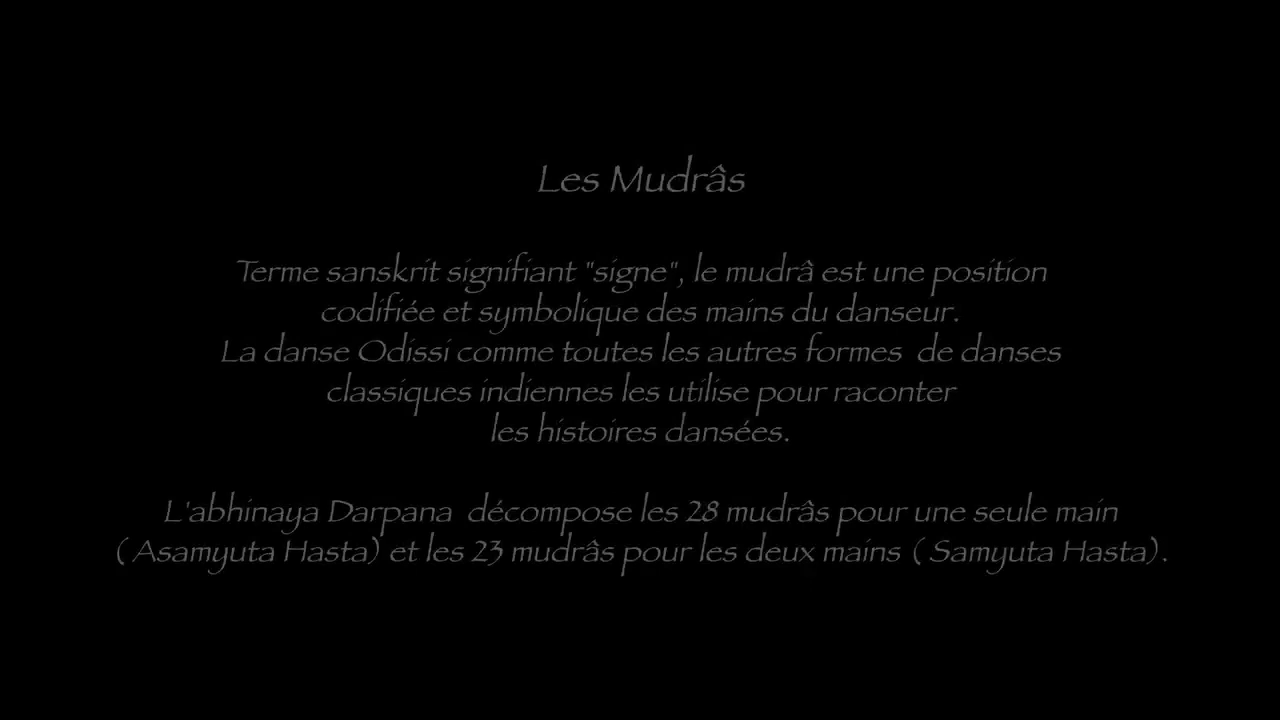 Les Mudrâs
Terme sanskrit signifiant "signe", le mudrâ est une position
codifiée et symbolique des mains du danseur.
La danse Odissi comme toutes les autres formes  de danses
classiques indiennes les utilise pour raconter
les histoires dansées.
L'abhinaya Darpana  décompose les 28 mudrâs pour une seule main
( Asamyuta Hasta) et les 23 mudrâs pour les deux mains ( Samyuta Hasta).